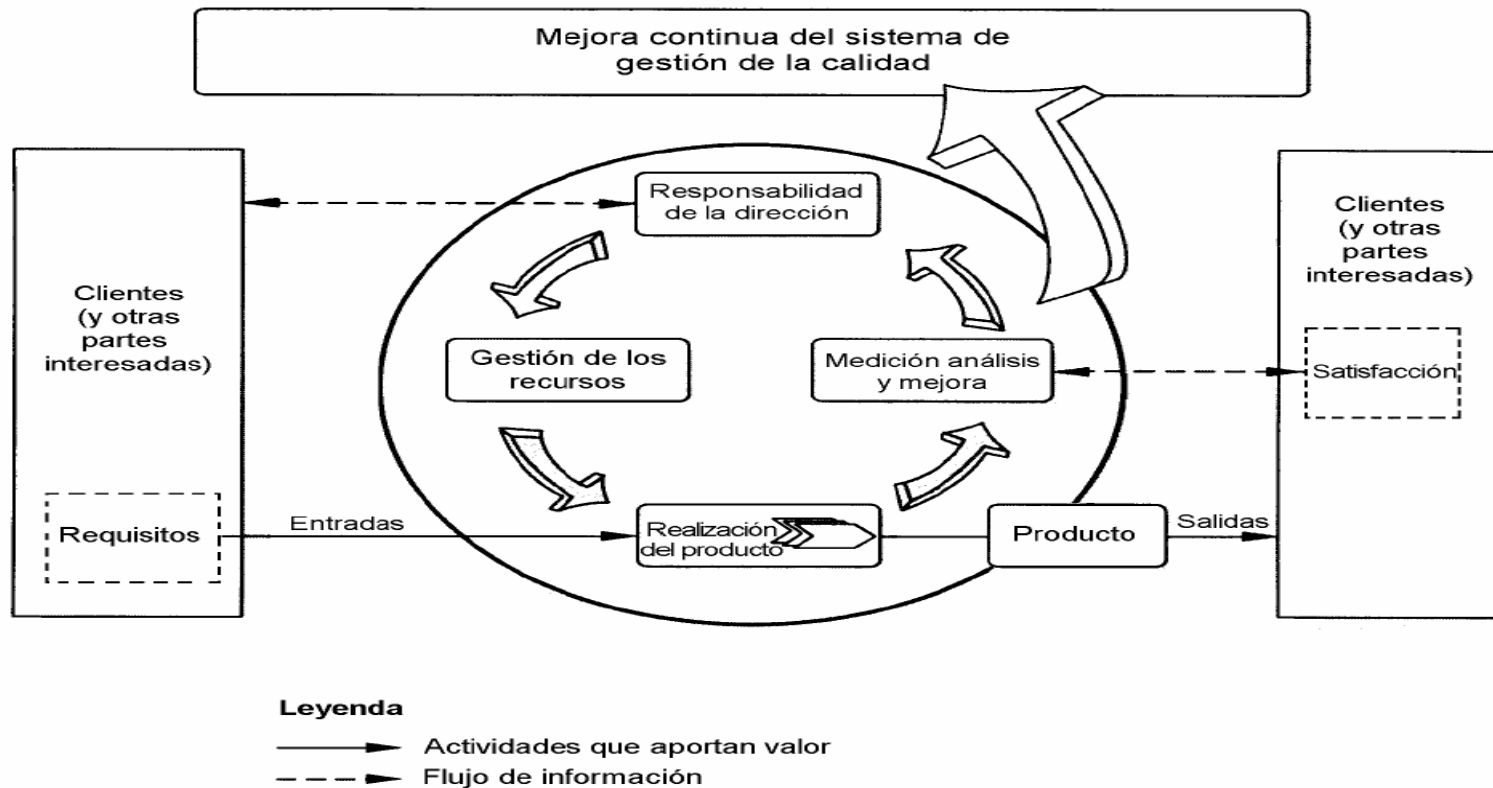 Mejora continua del sistema de
gestión de la calidad
Clientes
(y otras
partes
interesadas)
Requisitos
Entradas
Responsabilidad
de la dirección
Gestión de los
recursos
Medición análisis
y mejora
Realización
del producto
Producto
Salidas
Clientes
(y otras
partes
interesadas)
Satisfacción
Leyenda
Actividades que aportan valor
Flujo de información